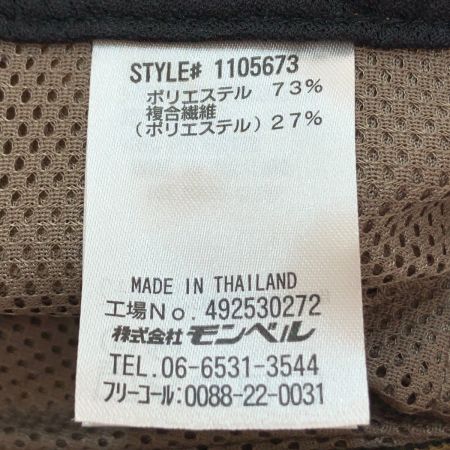 STYLE# 1105673
ポリエステル 73%
複合繊維
(ポリエステル) 27%
MADE IN THAILAND
工場No. 492530272
株式会社 モンベル
TEL. 06-6531-3544
フリーコール: 0088-22-0031